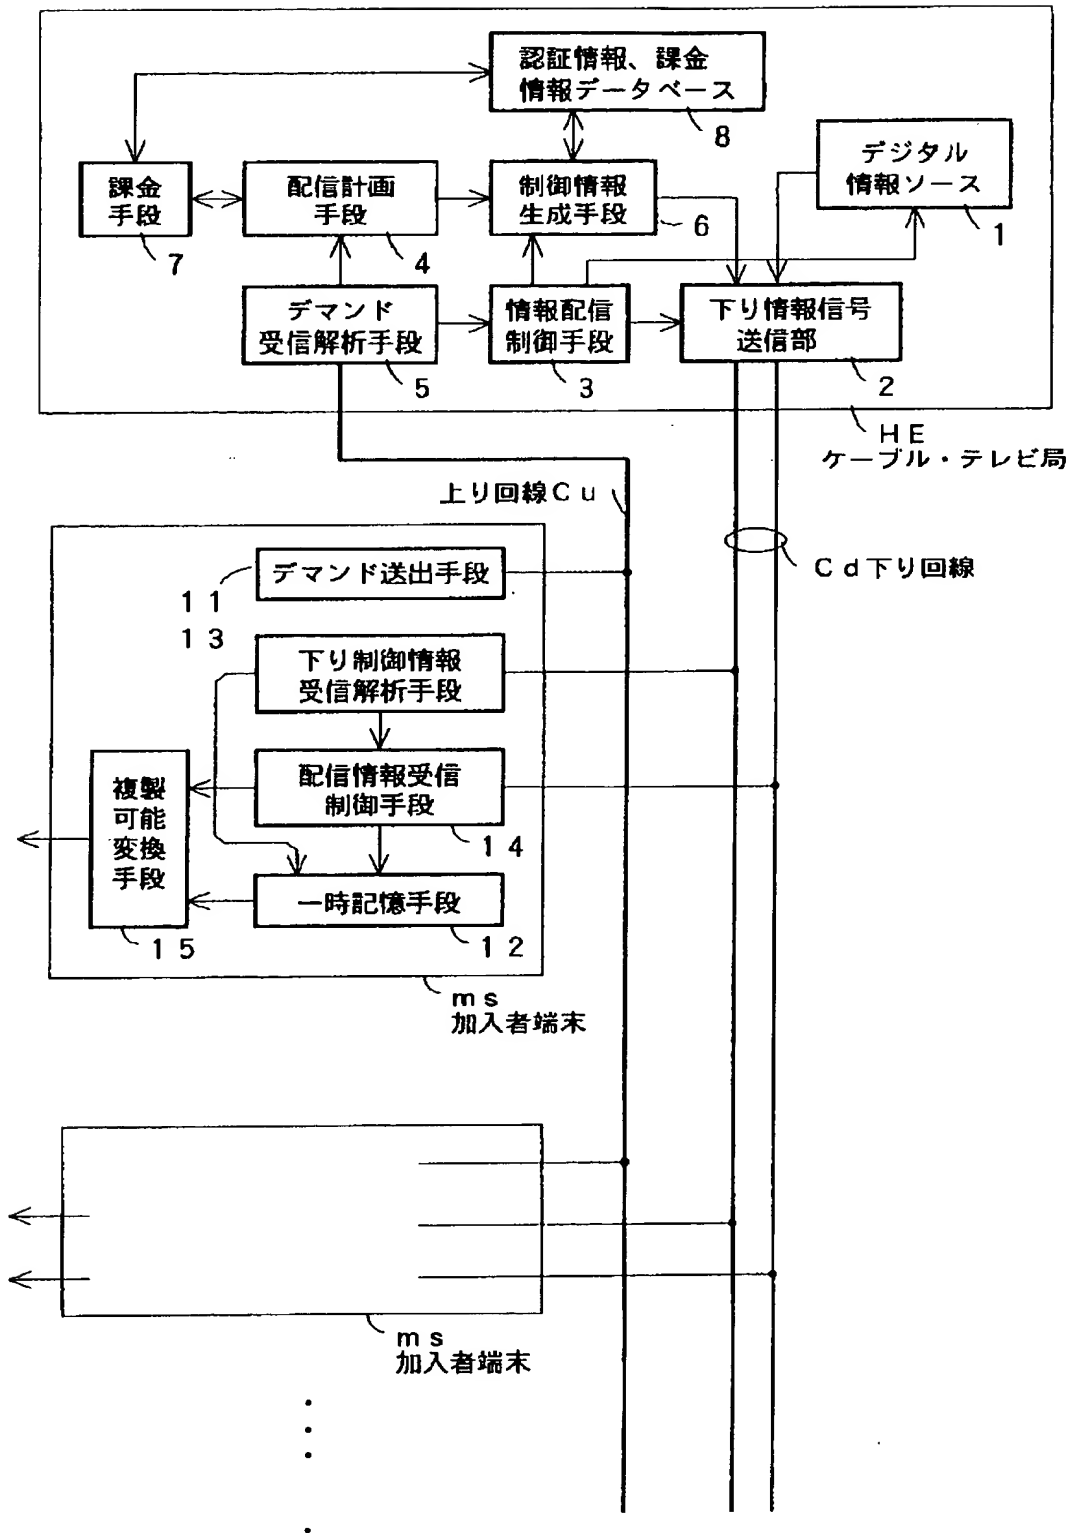 認証情報、課金
情報データベース
8
デジタル
情報ソース
1
課金
手段
7
配信計画
手段
4
制御情報
生成手段
6
デマンド
受信解析手段
5
情報配信
制御手段
3
下り情報信号
送信部
2
HE
ケーブル・テレビ局
上り回線Cu
Cd下り回線
デマンド送出手段
11
13
下り制御情報
受信解析手段
配信情報受信
制御手段
14
複製
可能
変換
手段
15
一時記憶手段
12
ms
加入者端末
ms
加入者端末